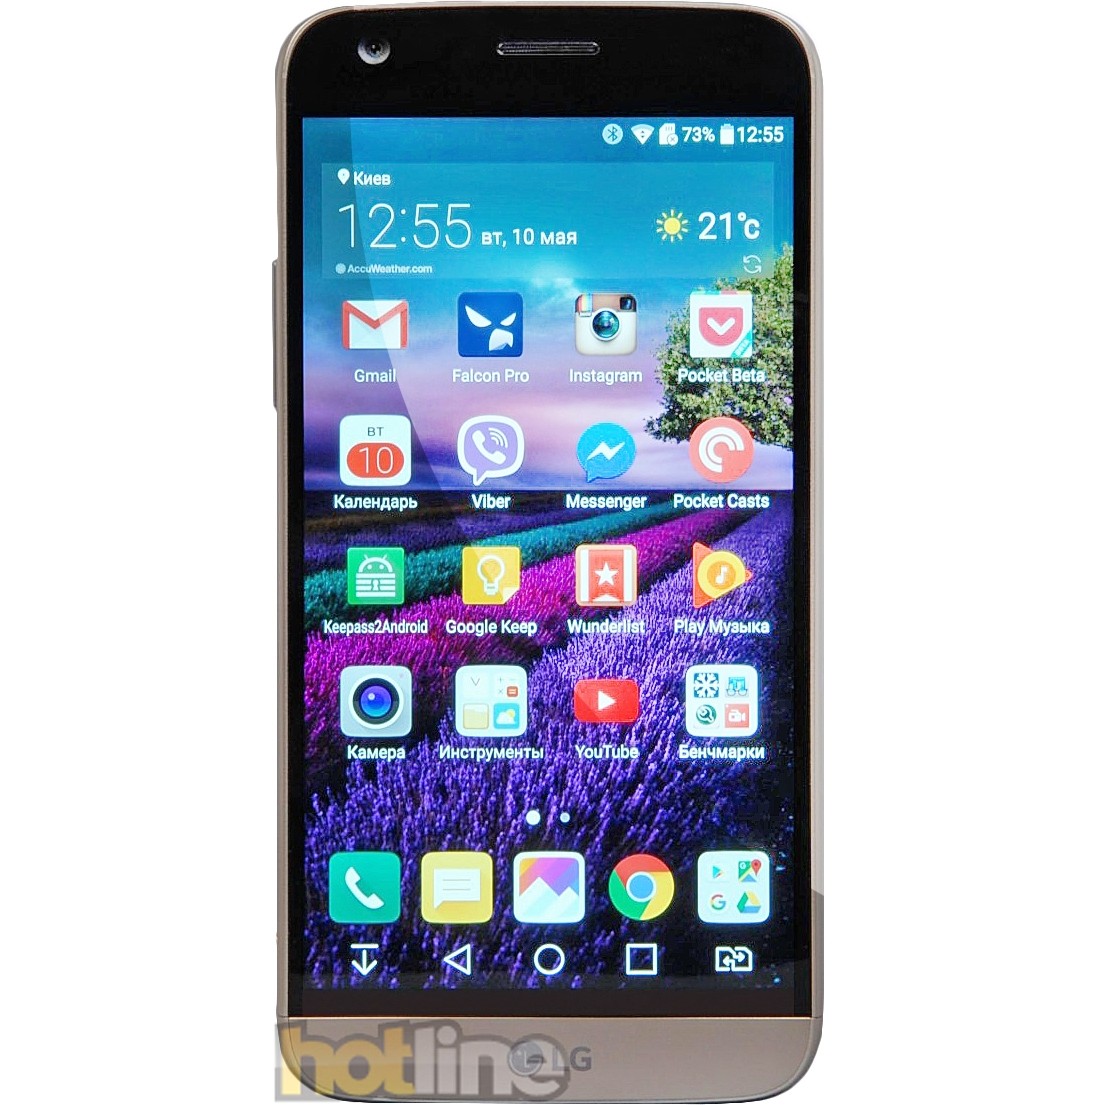 73% 12:55
Киев
12:55 вт, 10 мая 21°c
AccuWeather.com
Gmail Falcon Pro Instagram Pocket Beta
ВТ
10
Календарь Viber Messenger Pocket Casts
Keepass2Android Google Keep Wunderlist Play Музыка
Камера Инструменты YouTube Бенчмарки
G
LG
hotline